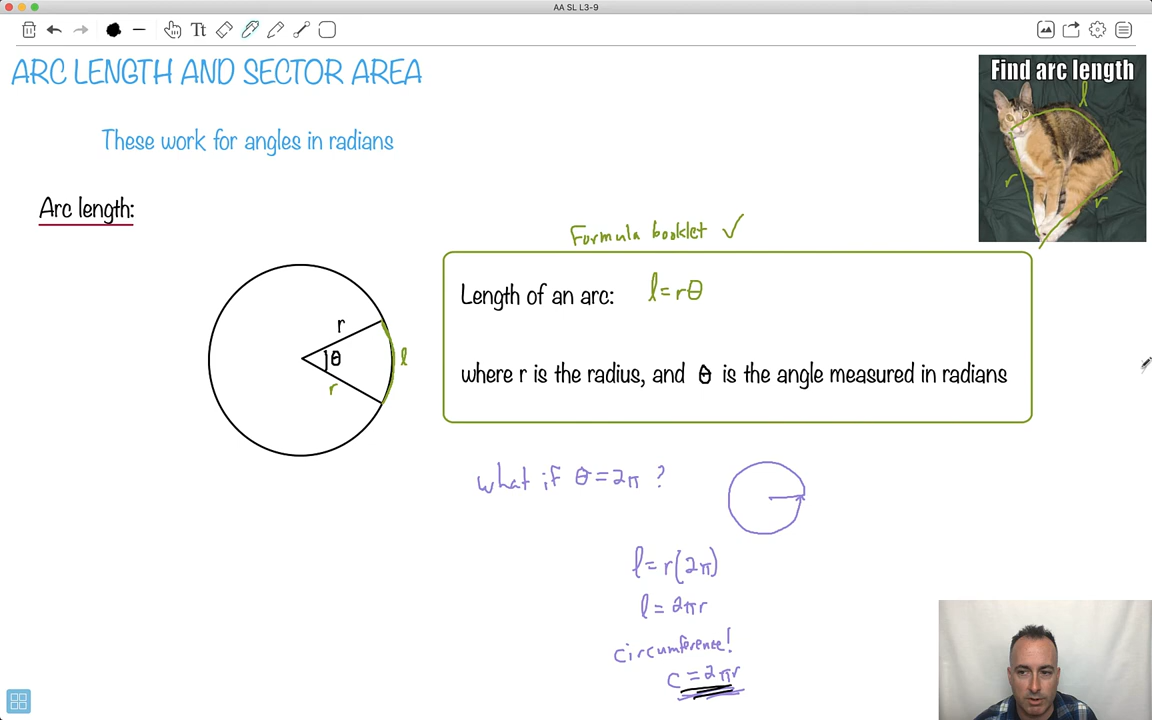 AA SL L3-9
Tt
ARC LENGTH AND SECTOR AREA
Find arc length
l
r
r
These work for angles in radians
Arc length:
Formula booklet ✓
Length of an arc: l=rθ
r
θ
l
r
where r is the radius, and θ is the angle measured in radians
what if θ=2π ?
l=r(2π)
l=2πr
circumference!
C=2πr